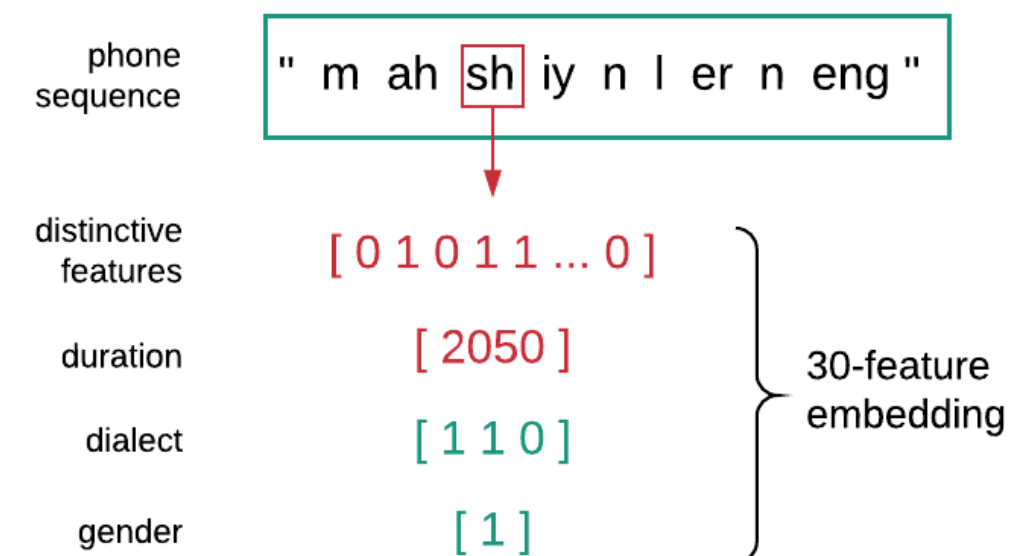 phone
sequence
" m ah sh iy n l er n eng "
distinctive
features
[ 0 1 0 1 1 ... 0 ]
duration
[ 2050 ]
30-feature
embedding
dialect
[ 1 1 0 ]
gender
[ 1 ]